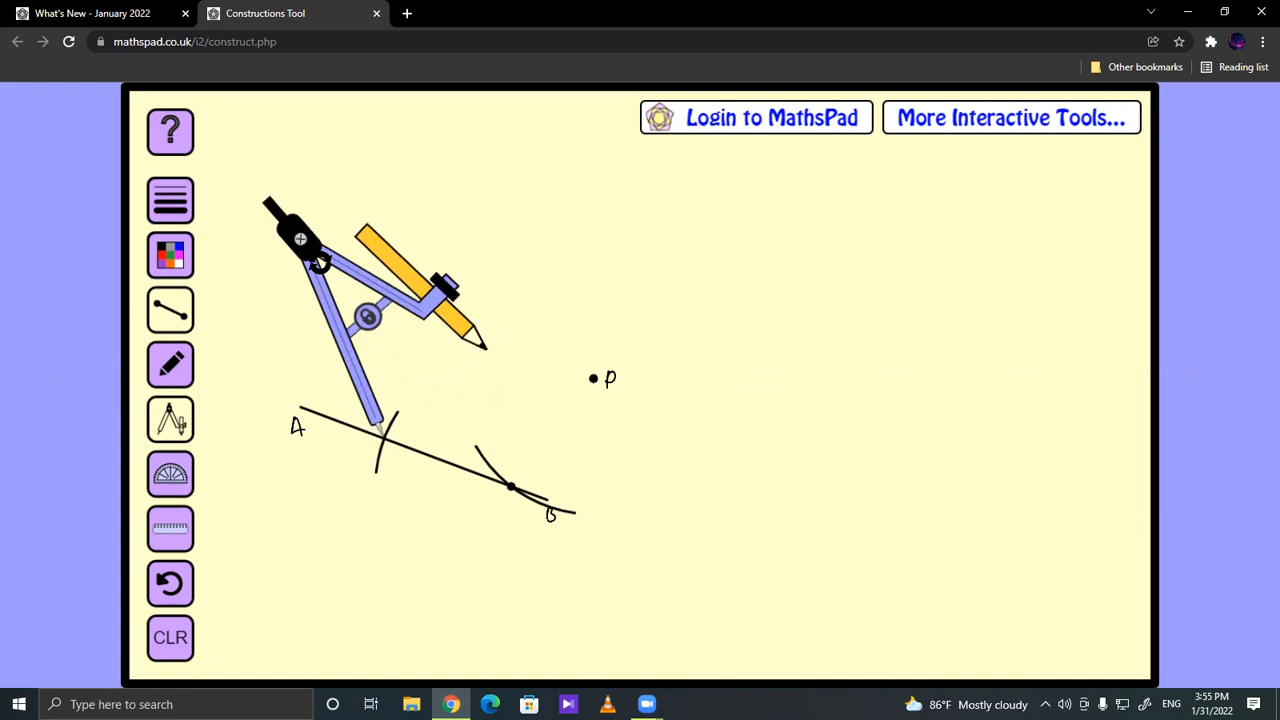 What's New - January 2022
Constructions Tool
mathspad.co.uk/i2/construct.php
Other bookmarks
Reading list
?
Login to MathsPad
More Interactive Tools...
P
A
B
CLR
Type here to search
86°F Mostly cloudy
3:55 PM
1/31/2022